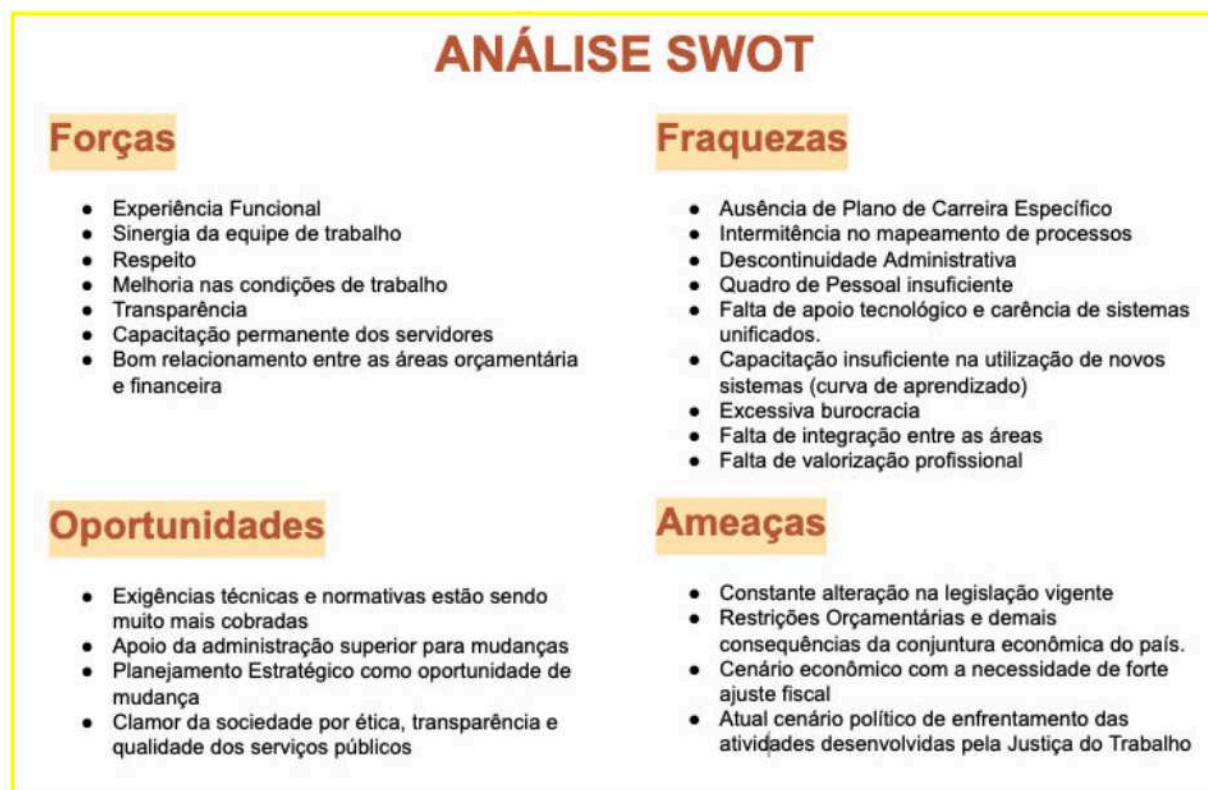 ANÁLISE SWOT
Forças
● Experiência Funcional
● Sinergia da equipe de trabalho
● Respeito
● Melhoria nas condições de trabalho
● Transparência
● Capacitação permanente dos servidores
● Bom relacionamento entre as áreas orçamentária
e financeira
Fraquezas
● Ausência de Plano de Carreira Específico
● Intermitência no mapeamento de processos
● Descontinuidade Administrativa
● Quadro de Pessoal insuficiente
● Falta de apoio tecnológico e carência de sistemas
unificados.
● Capacitação insuficiente na utilização de novos
sistemas (curva de aprendizado)
● Excessiva burocracia
● Falta de integração entre as áreas
● Falta de valorização profissional
Oportunidades
● Exigências técnicas e normativas estão sendo
muito mais cobradas
● Apoio da administração superior para mudanças
● Planejamento Estratégico como oportunidade de
mudança
● Clamor da sociedade por ética, transparência e
qualidade dos serviços públicos
Ameaças
● Constante alteração na legislação vigente
● Restrições Orçamentárias e demais
consequências da conjuntura econômica do país.
● Cenário econômico com a necessidade de forte
ajuste fiscal
● Atual cenário político de enfrentamento das
atividades desenvolvidas pela Justiça do Trabalho